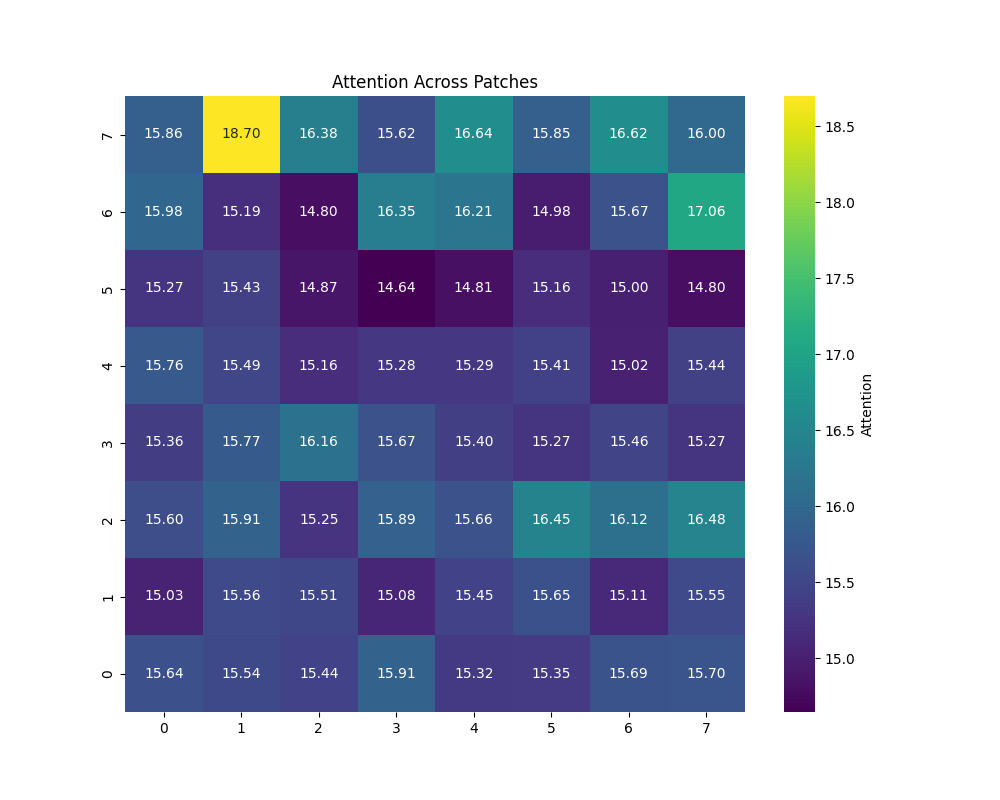 Attention Across Patches
7 15.86 18.70 16.38 15.62 16.64 15.85 16.62 16.00
6 15.98 15.19 14.80 16.35 16.21 14.98 15.67 17.06
5 15.27 15.43 14.87 14.64 14.81 15.16 15.00 14.80
4 15.76 15.49 15.16 15.28 15.29 15.41 15.02 15.44
3 15.36 15.77 16.16 15.67 15.40 15.27 15.46 15.27
2 15.60 15.91 15.25 15.89 15.66 16.45 16.12 16.48
1 15.03 15.56 15.51 15.08 15.45 15.65 15.11 15.55
0 15.64 15.54 15.44 15.91 15.32 15.35 15.69 15.70
0 1 2 3 4 5 6 7
18.5
18.0
17.5
17.0
16.5
16.0
15.5
15.0
Attention